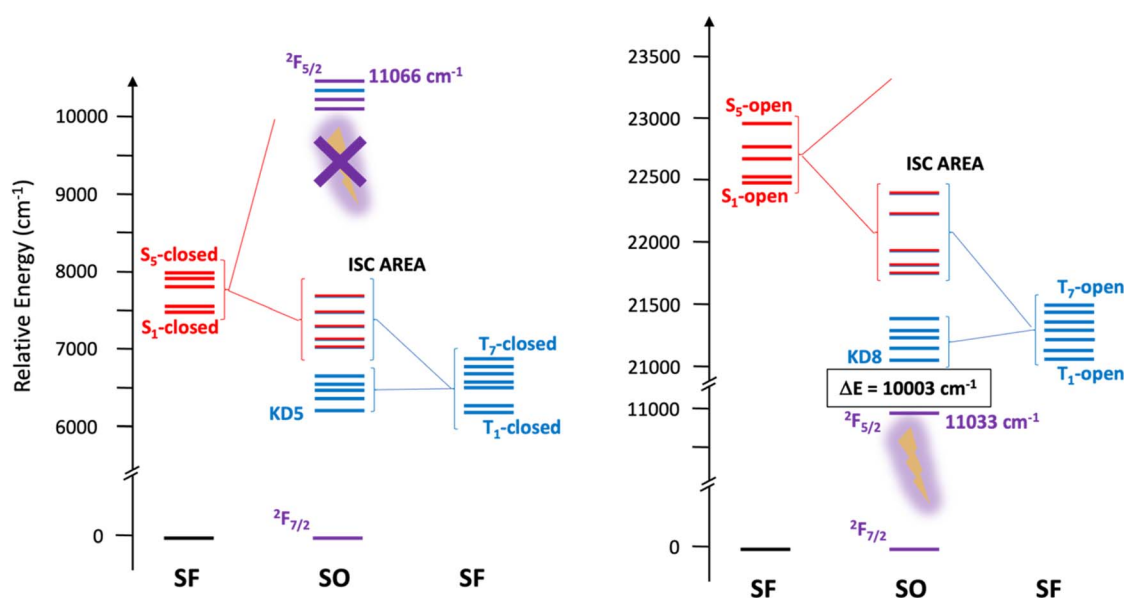 ²F₅/₂ 11066 cm⁻¹
10000
9000
8000
7000
6000
0
Relative Energy (cm⁻¹)
S₅-closed
S₁-closed
ISC AREA
T₇-closed
T₁-closed
KD5
²F₇/₂
SF SO SF
23500
23000
22500
22000
21500
21000
11000
0
S₅-open
S₁-open
ISC AREA
T₇-open
T₁-open
KD8
ΔE = 10003 cm⁻¹
²F₅/₂ 11033 cm⁻¹
²F₇/₂
SF SO SF